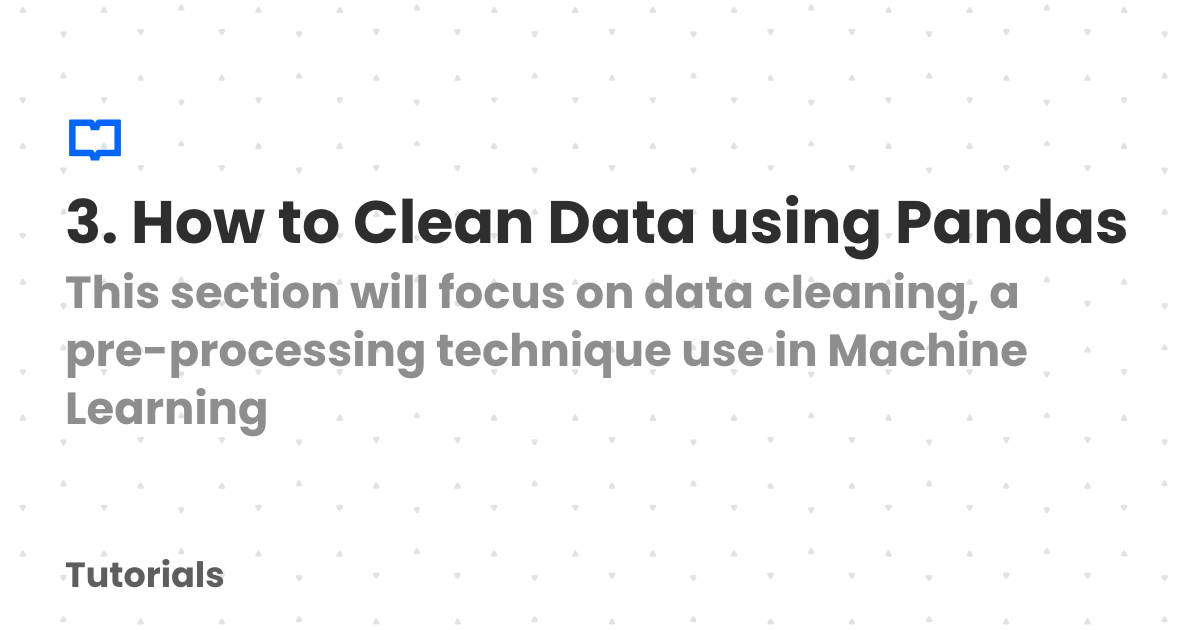 3. How to Clean Data using Pandas
This section will focus on data cleaning, a
pre-processing technique use in Machine
Learning
Tutorials